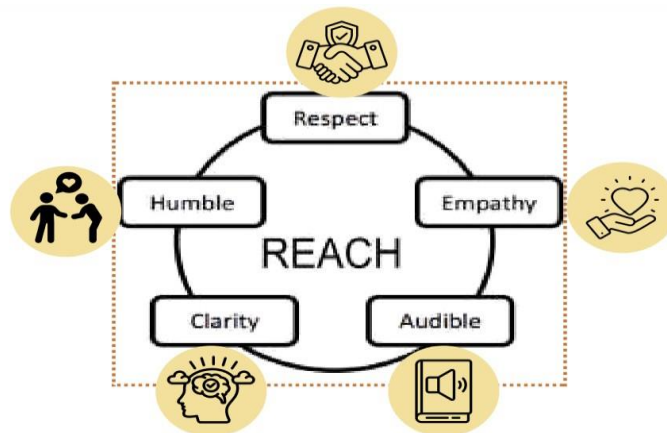 Respect
Humble
Empathy
REACH
Clarity
Audible